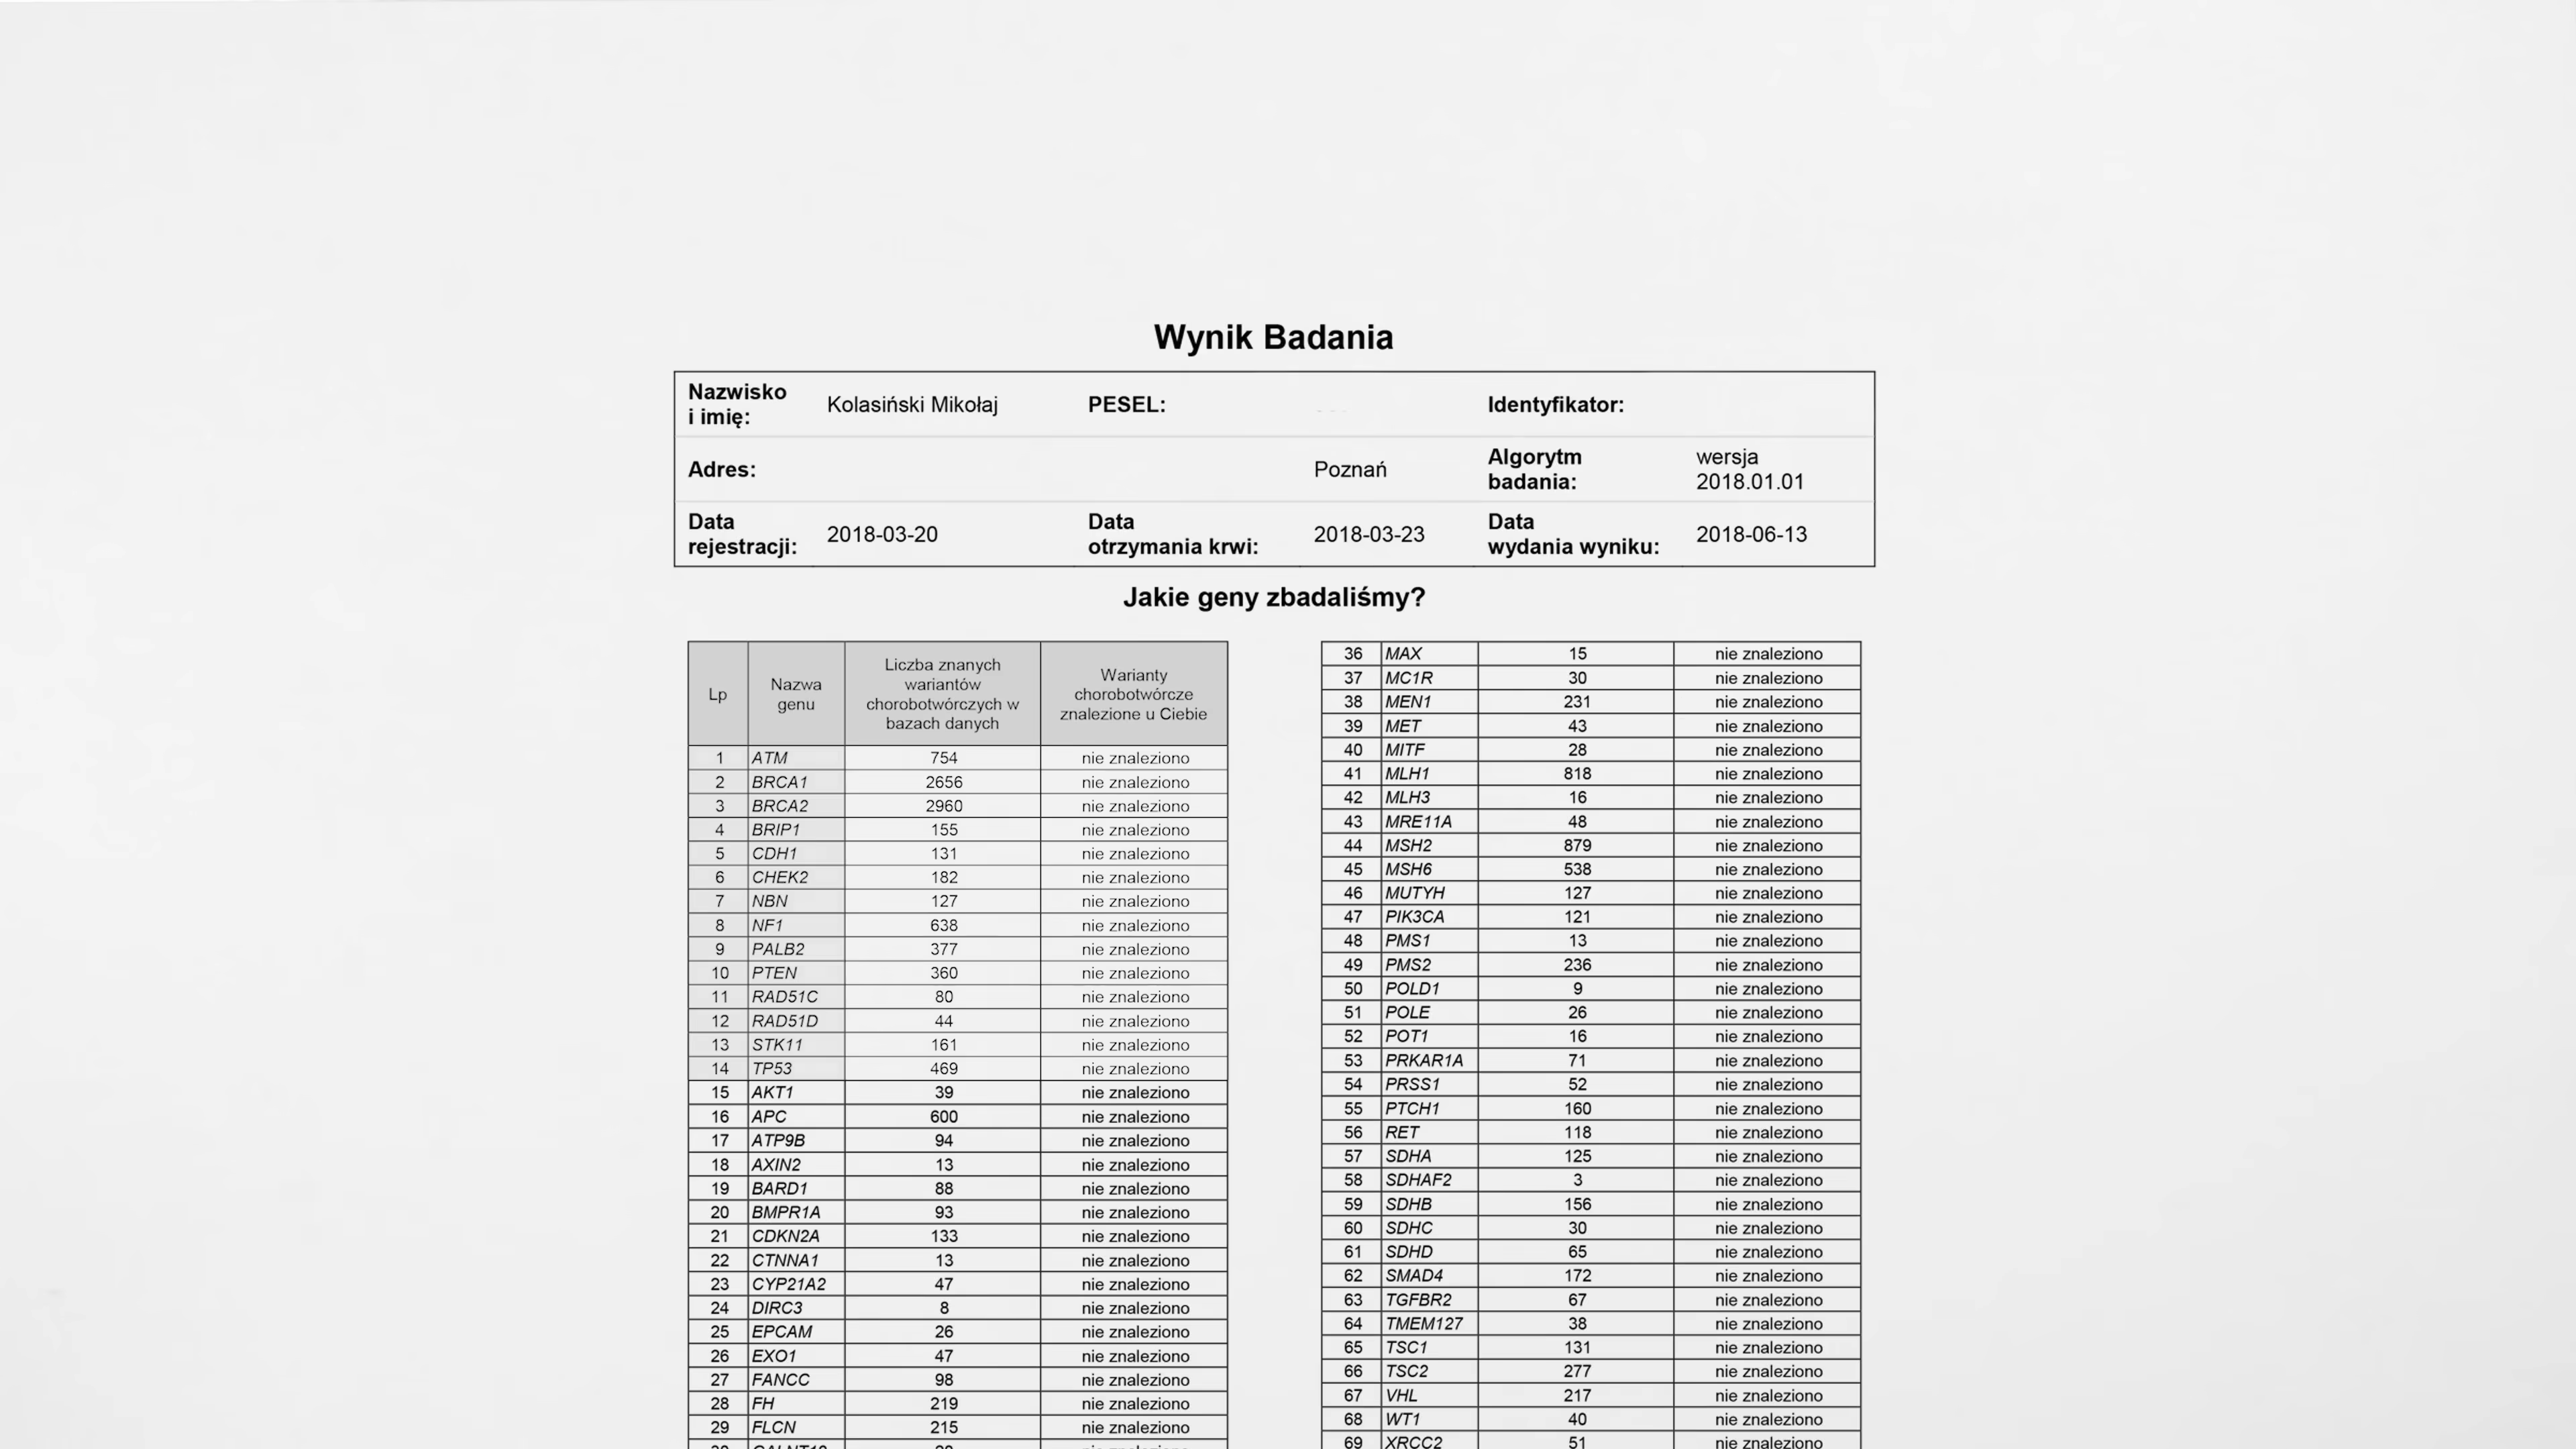 Wynik Badania
Nazwisko i imię: Kolasiński Mikołaj PESEL: Identyfikator:
Adres: Poznań Algorytm badania: wersja 2018.01.01
Data rejestracji: 2018-03-20 Data otrzymania krwi: 2018-03-23 Data wydania wyniku: 2018-06-13
Jakie geny zbadaliśmy?
Lp Nazwa genu Liczba znanych wariantów chorobotwórczych w bazach danych Warianty chorobotwórcze znalezione u Ciebie
1 ATM 754 nie znaleziono
2 BRCA1 2656 nie znaleziono
3 BRCA2 2960 nie znaleziono
4 BRIP1 155 nie znaleziono
5 CDH1 131 nie znaleziono
6 CHEK2 182 nie znaleziono
7 NBN 127 nie znaleziono
8 NF1 638 nie znaleziono
9 PALB2 377 nie znaleziono
10 PTEN 360 nie znaleziono
11 RAD51C 80 nie znaleziono
12 RAD51D 44 nie znaleziono
13 STK11 161 nie znaleziono
14 TP53 469 nie znaleziono
15 AKT1 39 nie znaleziono
16 APC 600 nie znaleziono
17 ATP9B 94 nie znaleziono
18 AXIN2 13 nie znaleziono
19 BARD1 88 nie znaleziono
20 BMPR1A 93 nie znaleziono
21 CDKN2A 133 nie znaleziono
22 CTNNA1 13 nie znaleziono
23 CYP21A2 47 nie znaleziono
24 DIRC3 8 nie znaleziono
25 EPCAM 26 nie znaleziono
26 EXO1 47 nie znaleziono
27 FANCC 98 nie znaleziono
28 FH 219 nie znaleziono
29 FLCN 215 nie znaleziono
36 MAX 15 nie znaleziono
37 MC1R 30 nie znaleziono
38 MEN1 231 nie znaleziono
39 MET 43 nie znaleziono
40 MITF 28 nie znaleziono
41 MLH1 818 nie znaleziono
42 MLH3 16 nie znaleziono
43 MRE11A 48 nie znaleziono
44 MSH2 879 nie znaleziono
45 MSH6 538 nie znaleziono
46 MUTYH 127 nie znaleziono
47 PIK3CA 121 nie znaleziono
48 PMS1 13 nie znaleziono
49 PMS2 236 nie znaleziono
50 POLD1 9 nie znaleziono
51 POLE 26 nie znaleziono
52 POT1 16 nie znaleziono
53 PRKAR1A 71 nie znaleziono
54 PRSS1 52 nie znaleziono
55 PTCH1 160 nie znaleziono
56 RET 118 nie znaleziono
57 SDHA 125 nie znaleziono
58 SDHAF2 3 nie znaleziono
59 SDHB 156 nie znaleziono
60 SDHC 30 nie znaleziono
61 SDHD 65 nie znaleziono
62 SMAD4 172 nie znaleziono
63 TGFBR2 67 nie znaleziono
64 TMEM127 38 nie znaleziono
65 TSC1 131 nie znaleziono
66 TSC2 277 nie znaleziono
67 VHL 217 nie znaleziono
68 WT1 40 nie znaleziono
69 XRCC2 51 nie znaleziono